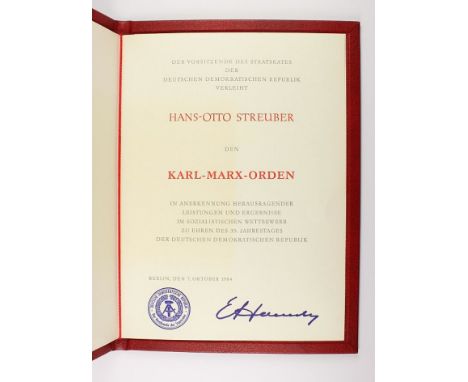 DER VORSITZENDE DES STAATSRATES
DER
DEUTSCHEN DEMOKRATISCHEN REPUBLIK
VERLEIHT
HANS-OTTO STREUBER
DEN
KARL-MARX-ORDEN
IN ANERKENNUNG HERAUSRAGENDER
LEISTUNGEN UND ERGEBNISSE
IM SOZIALISTISCHEN WETTBEWERB
ZU EHREN DES 35. JAHRESTAGES
DER DEUTSCHEN DEMOKRATISCHEN REPUBLIK
BERLIN, DEN 7. OKTOBER 1984